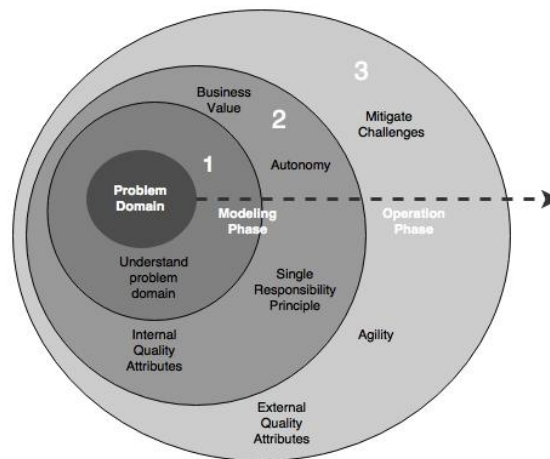 3
Business
Value
2
Mitigate
Challenges
1
Autonomy
Problem
Domain
Modeling
Phase
Operation
Phase
Understand
problem
domain
Single
Responsibility
Principle
Internal
Quality
Attributes
Agility
External
Quality
Attributes